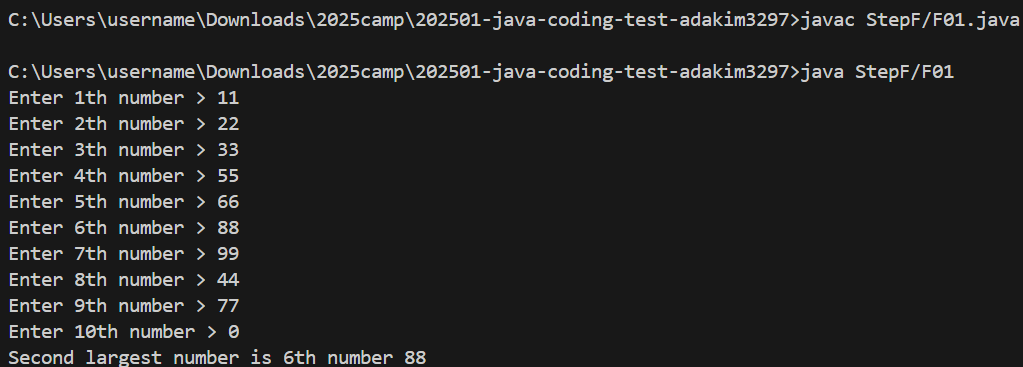 C:\Users\username\Downloads\2025camp\202501-java-coding-test-adakim3297>javac StepF/F01.java
C:\Users\username\Downloads\2025camp\202501-java-coding-test-adakim3297>java StepF/F01
Enter 1th number > 11
Enter 2th number > 22
Enter 3th number > 33
Enter 4th number > 55
Enter 5th number > 66
Enter 6th number > 88
Enter 7th number > 99
Enter 8th number > 44
Enter 9th number > 77
Enter 10th number > 0
Second largest number is 6th number 88